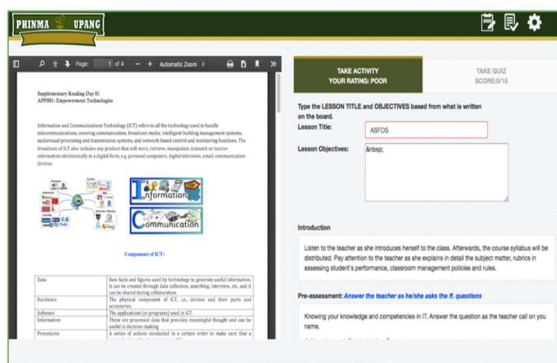 PHINMA UPANG
Page: 1 of 4 Automatic Zoom
Supplementary Reading Day 01
APP001: Empowerment Technologies
Information and Communications Technology (ICT) refers to all the technology used to handle
telecommunications, covering communication, broadcast media, intelligent building management systems,
audiovisual processing and transmission systems, and network-based control and monitoring functions. The
broadness of ICT also includes any product that will store, retrieve, manipulate, transmit or receive
information electronically in a digital form, e.g. personal computers, digital television, email, communication
devices.
Information
Communication
Components of ICT:
Data
Raw facts and figures used by technology to generate useful information.
It can be created through data collection, searching, interview, etc. and it
can be shared during collaboration.
Hardware
The physical component of ICT, i.e., devices and their parts and
accessories.
Software
The applications (or programs) used in ICT.
Information
These are processed data that provides meaningful thought and can be
useful in decision-making.
Procedures
A series of actions conducted in a certain order to make sure that a
TAKE ACTIVITY
YOUR RATING: POOR
TAKE QUIZ
SCORE:0/10
Type the LESSON TITLE and OBJECTIVES based from what is written
on the board.
Lesson Title:
ASFDS
Lesson Objectives:
&nbsp;
Introduction
Listen to the teacher as she introduces herself to the class. Afterwards, the course syllabus will be
distributed. Pay attention to the teacher as she explains in detail the subject matter, rubrics in
assessing student's performance, classroom management policies and rules.
Pre-assessment: Answer the teacher as he/she asks the ff. questions
Knowing your knowledge and competencies in IT. Answer the question as the teacher call on you
name.